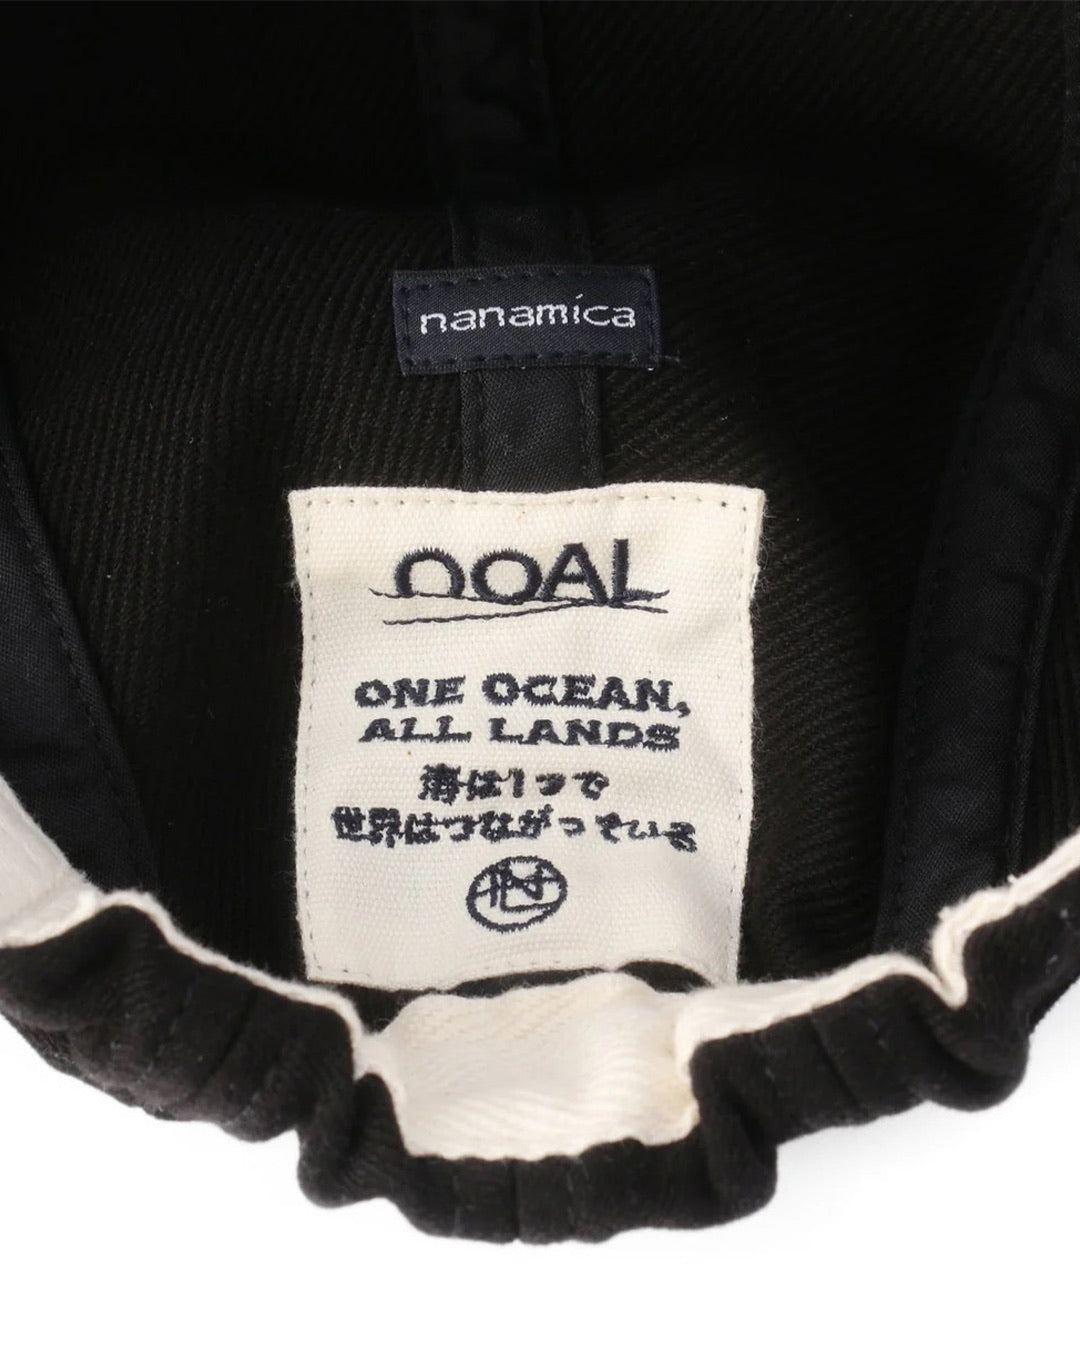 nanamica
nOAL
ONE OCEAN,
ALL LANDS
海は1つで
世界はつながっている